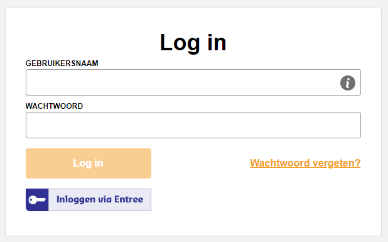 Log in
GEBRUIKERSNAAM
WACHTWOORD
Log in
Wachtwoord vergeten?
Inloggen via Entree